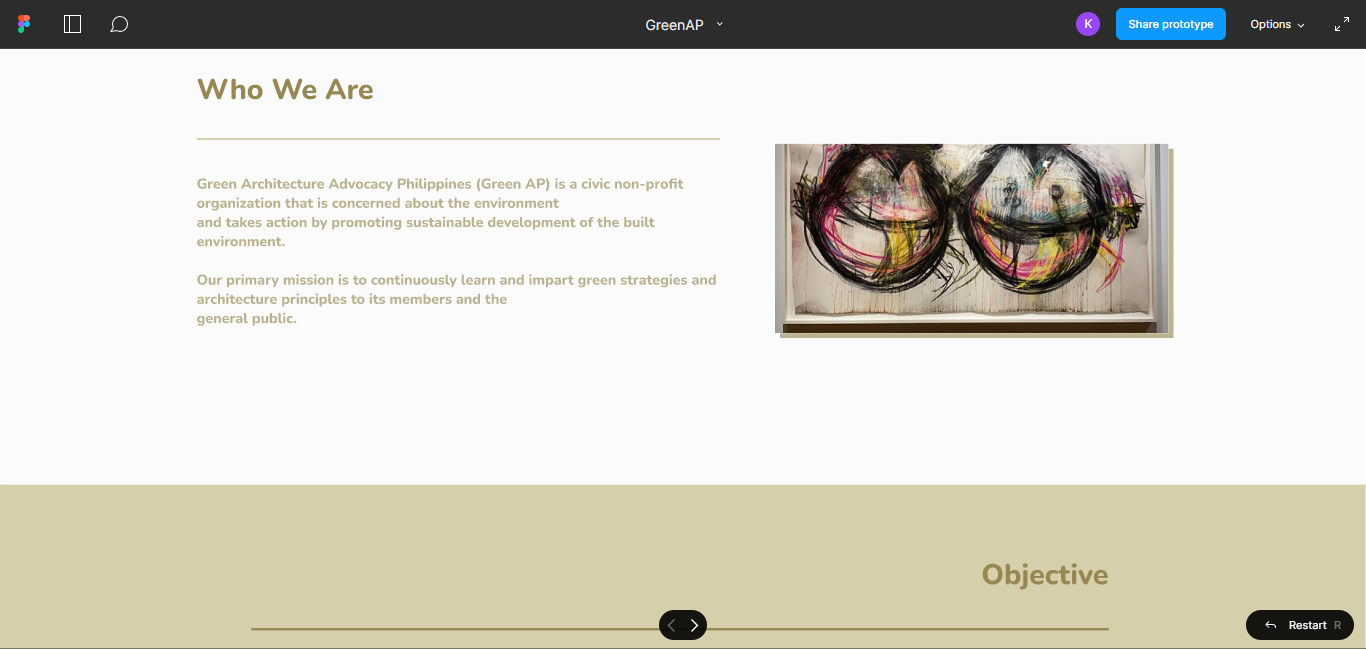 GreenAP
K
Share prototype
Options
Who We Are
Green Architecture Advocacy Philippines (Green AP) is a civic non-profit
organization that is concerned about the environment
and takes action by promoting sustainable development of the built
environment.
Our primary mission is to continuously learn and impart green strategies and
architecture principles to its members and the
general public.
Objective
Restart R